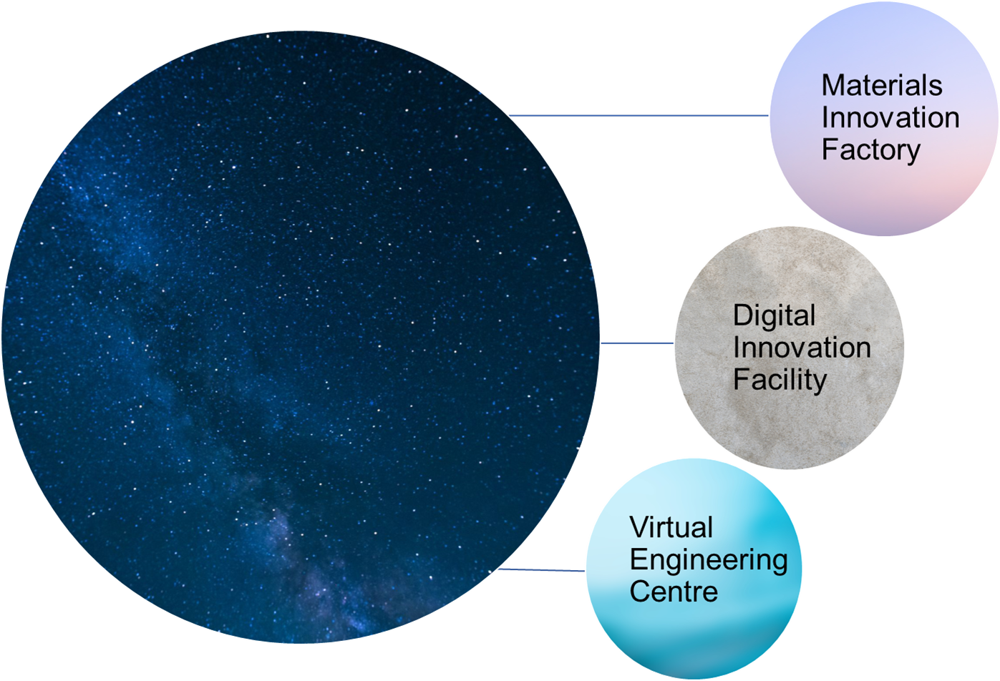 Materials
Innovation
Factory
Digital
Innovation
Facility
Virtual
Engineering
Centre